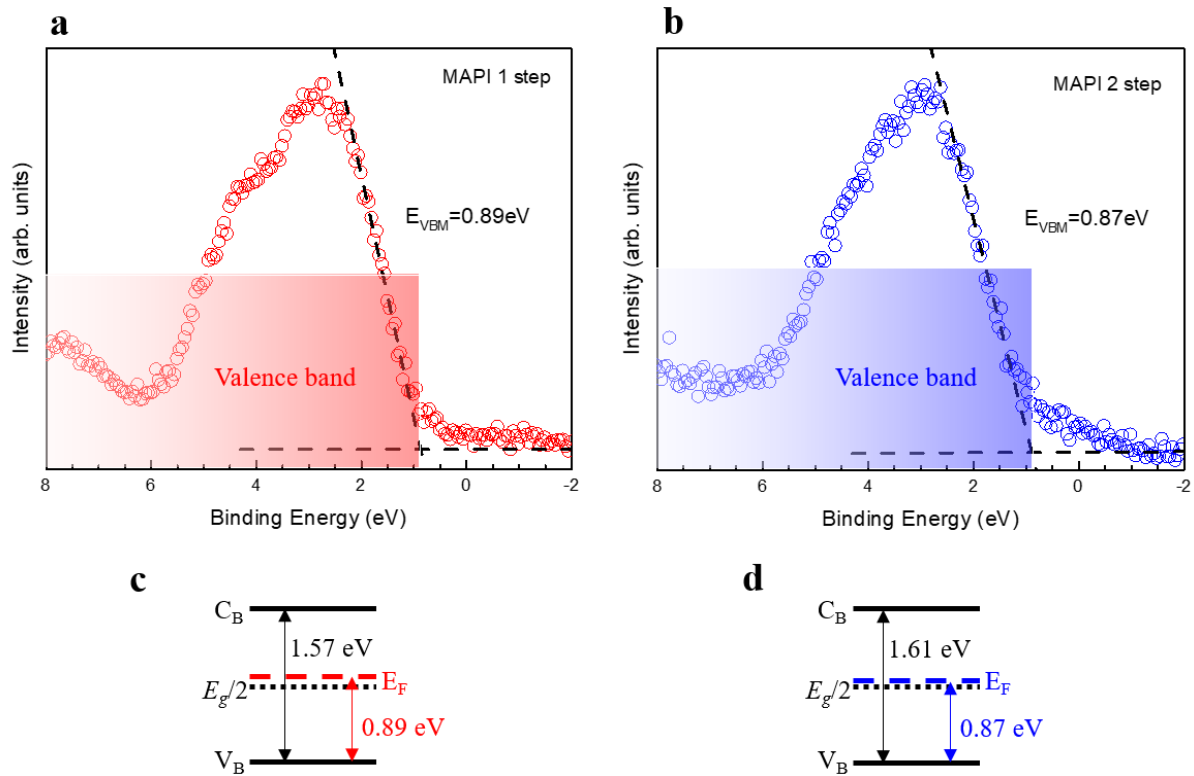 a
MAPI 1 step
E_VBM=0.89eV
Valence band
Intensity (arb. units)
8 6 4 2 0 -2
Binding Energy (eV)
b
MAPI 2 step
E_VBM=0.87eV
Valence band
Intensity (arb. units)
8 6 4 2 0 -2
Binding Energy (eV)
c
C_B
1.57 eV
E_g/2
E_F
0.89 eV
V_B
d
C_B
1.61 eV
E_g/2
E_F
0.87 eV
V_B